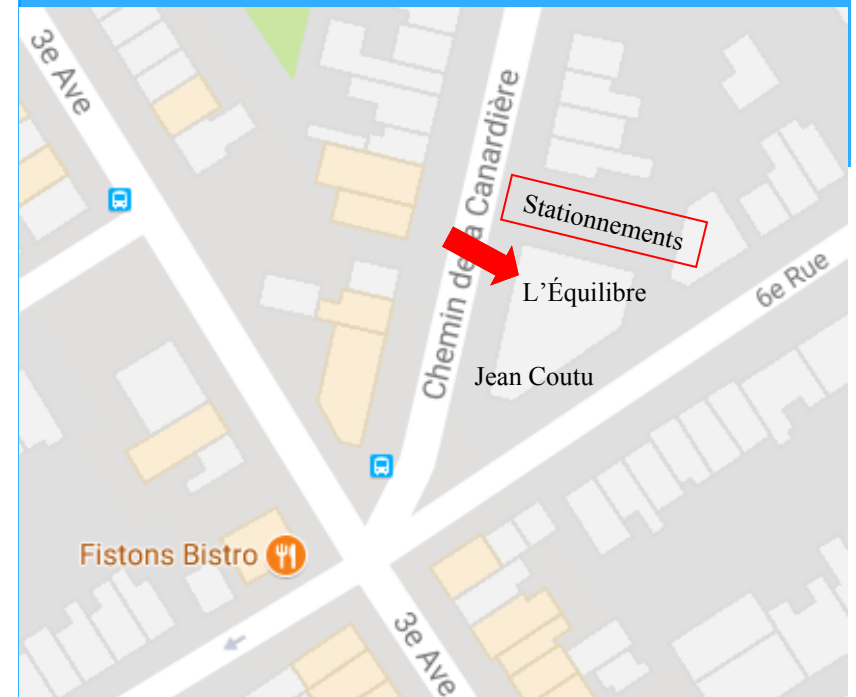 3e Ave
Chemin de la Canardière
Stationnements
L’Équilibre
6e Rue
Jean Coutu
Fistons Bistro
3e Ave